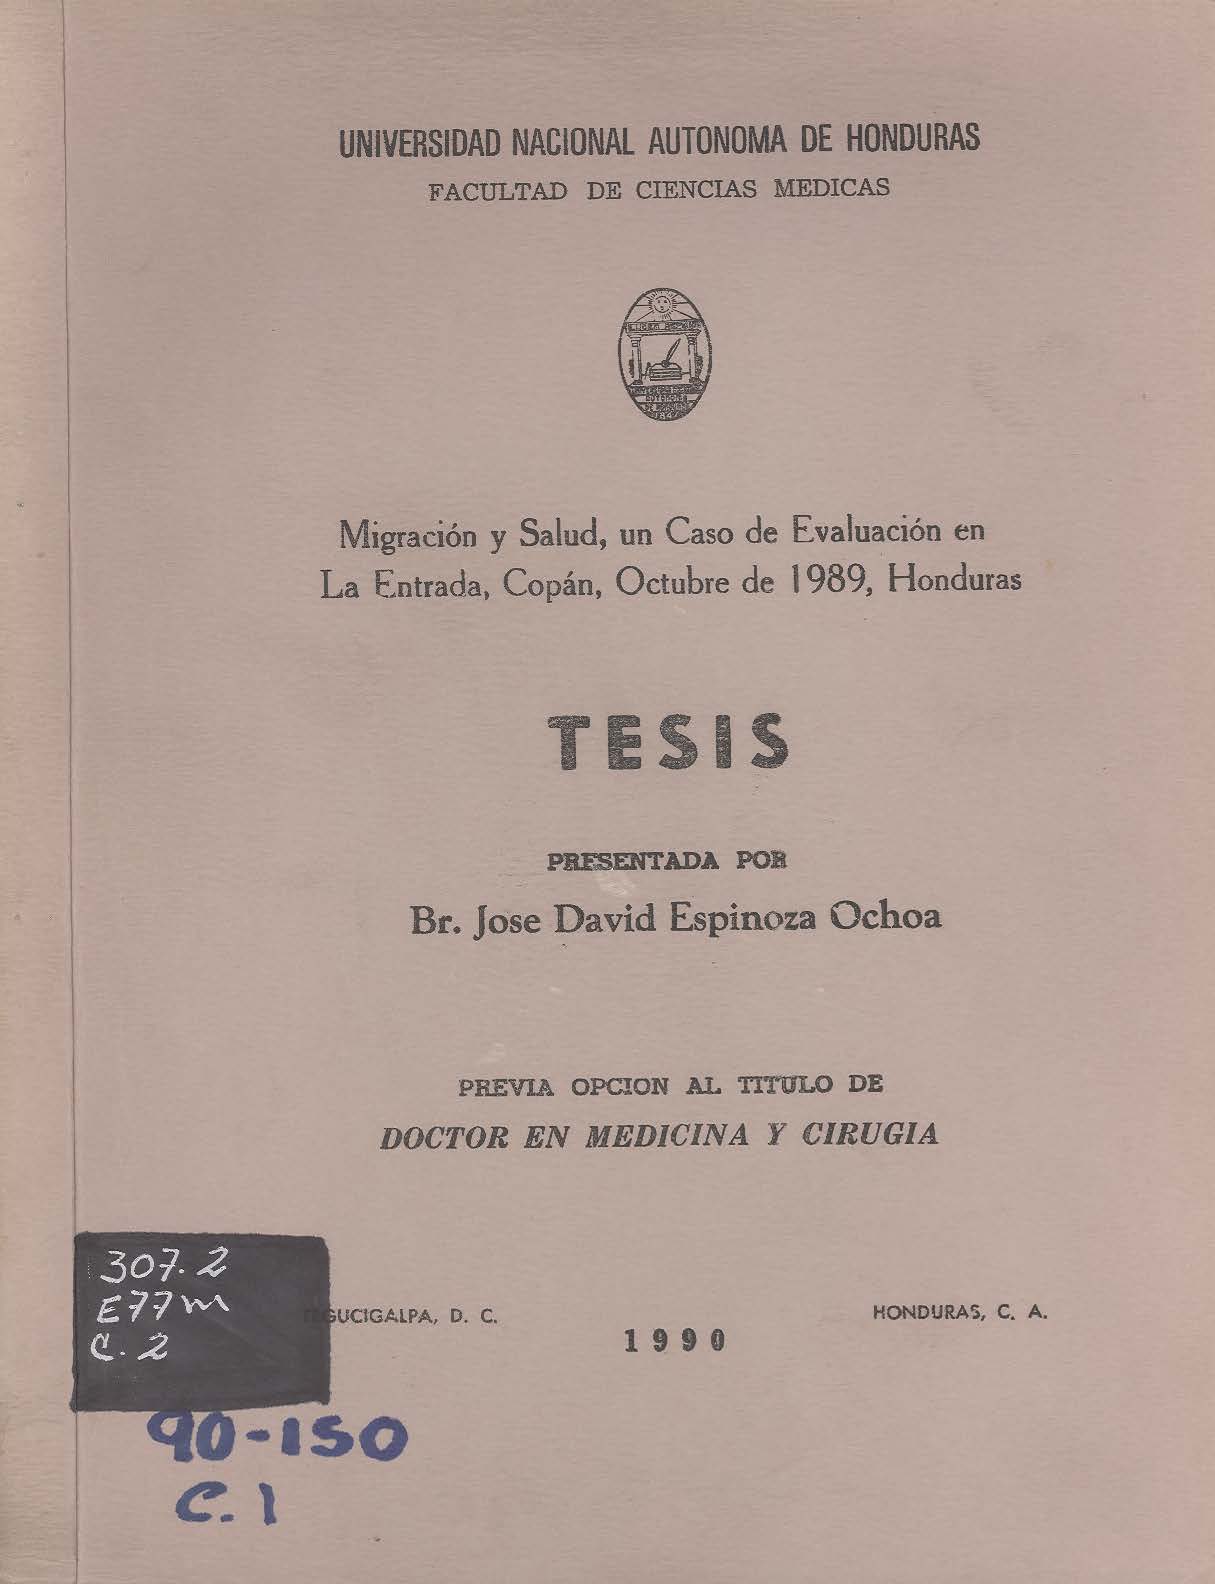 UNIVERSIDAD NACIONAL AUTONOMA DE HONDURAS
FACULTAD DE CIENCIAS MEDICAS
Migración y Salud, un Caso de Evaluación en
La Entrada, Copán, Octubre de 1989, Honduras
TESIS
PRESENTADA POR
Br. Jose David Espinoza Ochoa
PREVIA OPCION AL TITULO DE
DOCTOR EN MEDICINA Y CIRUGIA
307.2
E77m
C. 2
TEGUCIGALPA, D. C.
HONDURAS, C. A.
1990
90-150
C. 1